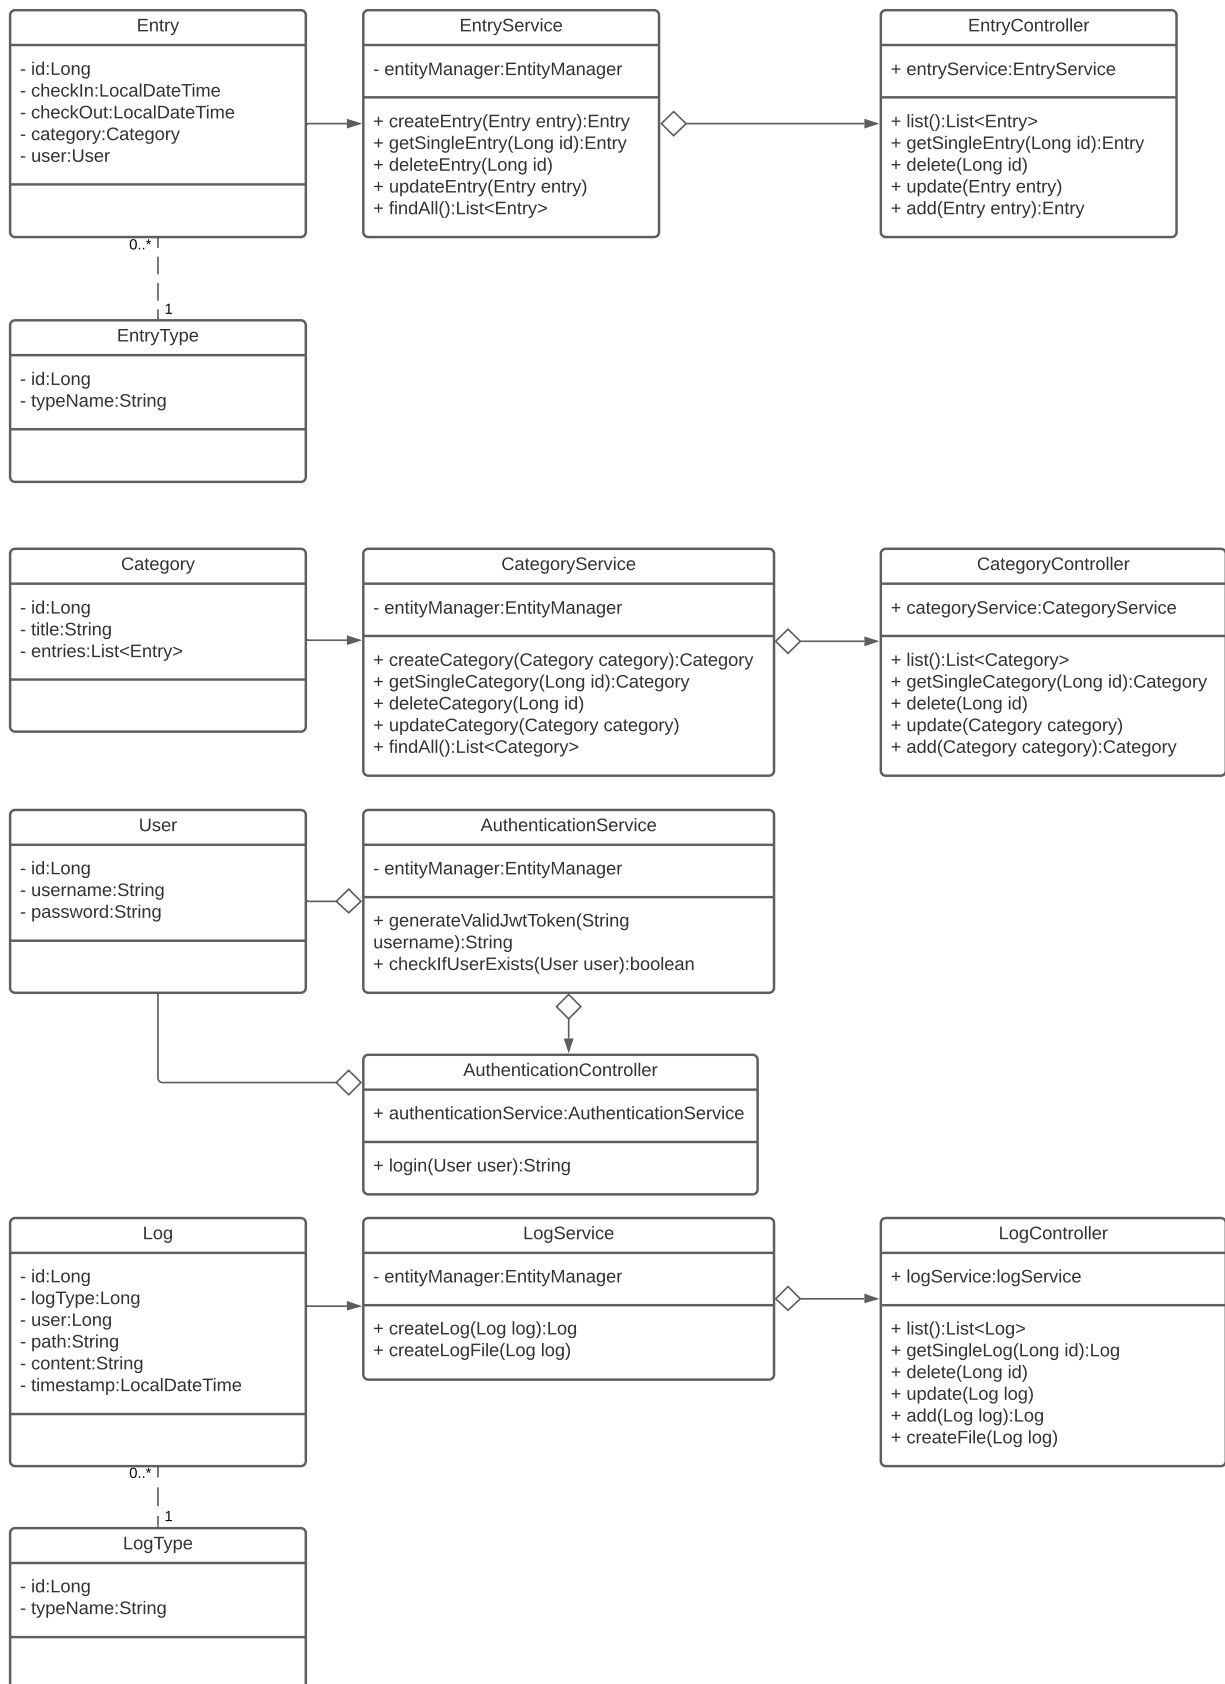 Entry
- id:Long
- checkIn:LocalDateTime
- checkOut:LocalDateTime
- category:Category
- user:User
EntryService
- entityManager:EntityManager
+ createEntry(Entry entry):Entry
+ getSingleEntry(Long id):Entry
+ deleteEntry(Long id)
+ updateEntry(Entry entry)
+ findAll():List<Entry>
EntryController
+ entryService:EntryService
+ list():List<Entry>
+ getSingleEntry(Long id):Entry
+ delete(Long id)
+ update(Entry entry)
+ add(Entry entry):Entry
0..*
1
EntryType
- id:Long
- typeName:String
Category
- id:Long
- title:String
- entries:List<Entry>
CategoryService
- entityManager:EntityManager
+ createCategory(Category category):Category
+ getSingleCategory(Long id):Category
+ deleteCategory(Long id)
+ updateCategory(Category category)
+ findAll():List<Category>
CategoryController
+ categoryService:CategoryService
+ list():List<Category>
+ getSingleCategory(Long id):Category
+ delete(Long id)
+ update(Category category)
+ add(Category category):Category
User
- id:Long
- username:String
- password:String
AuthenticationService
- entityManager:EntityManager
+ generateValidJwtToken(String
username):String
+ checkIfUserExists(User user):boolean
AuthenticationController
+ authenticationService:AuthenticationService
+ login(User user):String
Log
- id:Long
- logType:Long
- user:Long
- path:String
- content:String
- timestamp:LocalDateTime
LogService
- entityManager:EntityManager
+ createLog(Log log):Log
+ createLogFile(Log log)
LogController
+ logService:logService
+ list():List<Log>
+ getSingleLog(Long id):Log
+ delete(Long id)
+ update(Log log)
+ add(Log log):Log
+ createFile(Log log)
0..*
1
LogType
- id:Long
- typeName:String